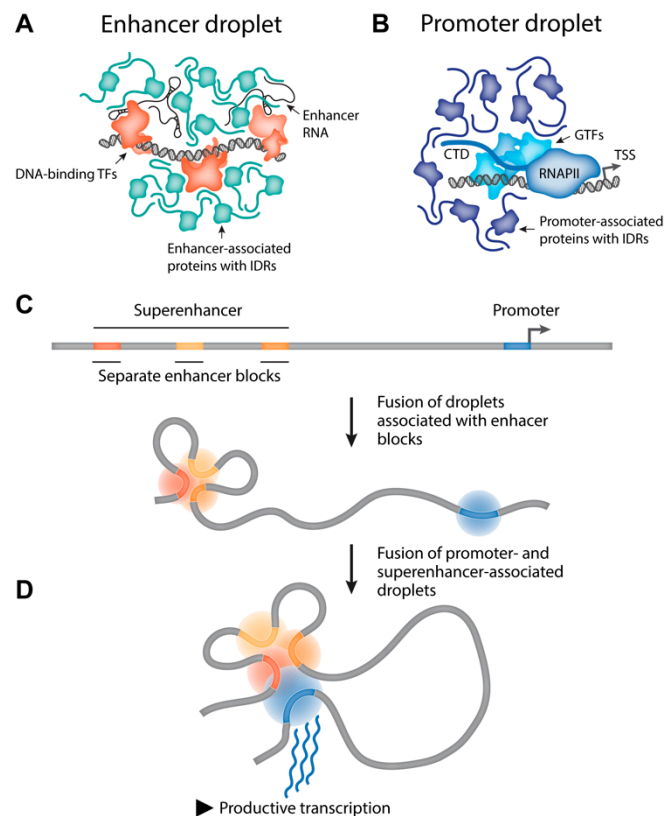 A
Enhancer droplet
Enhancer
RNA
DNA-binding TFs
Enhancer-associated
proteins with IDRs
B
Promoter droplet
GTFs
CTD
TSS
RNAPII
Promoter-associated
proteins with IDRs
C
Superenhancer
Promoter
Separate enhancer blocks
Fusion of droplets
associated with enhacer
blocks
Fusion of promoter- and
superenhancer-associated
droplets
D
Productive transcription